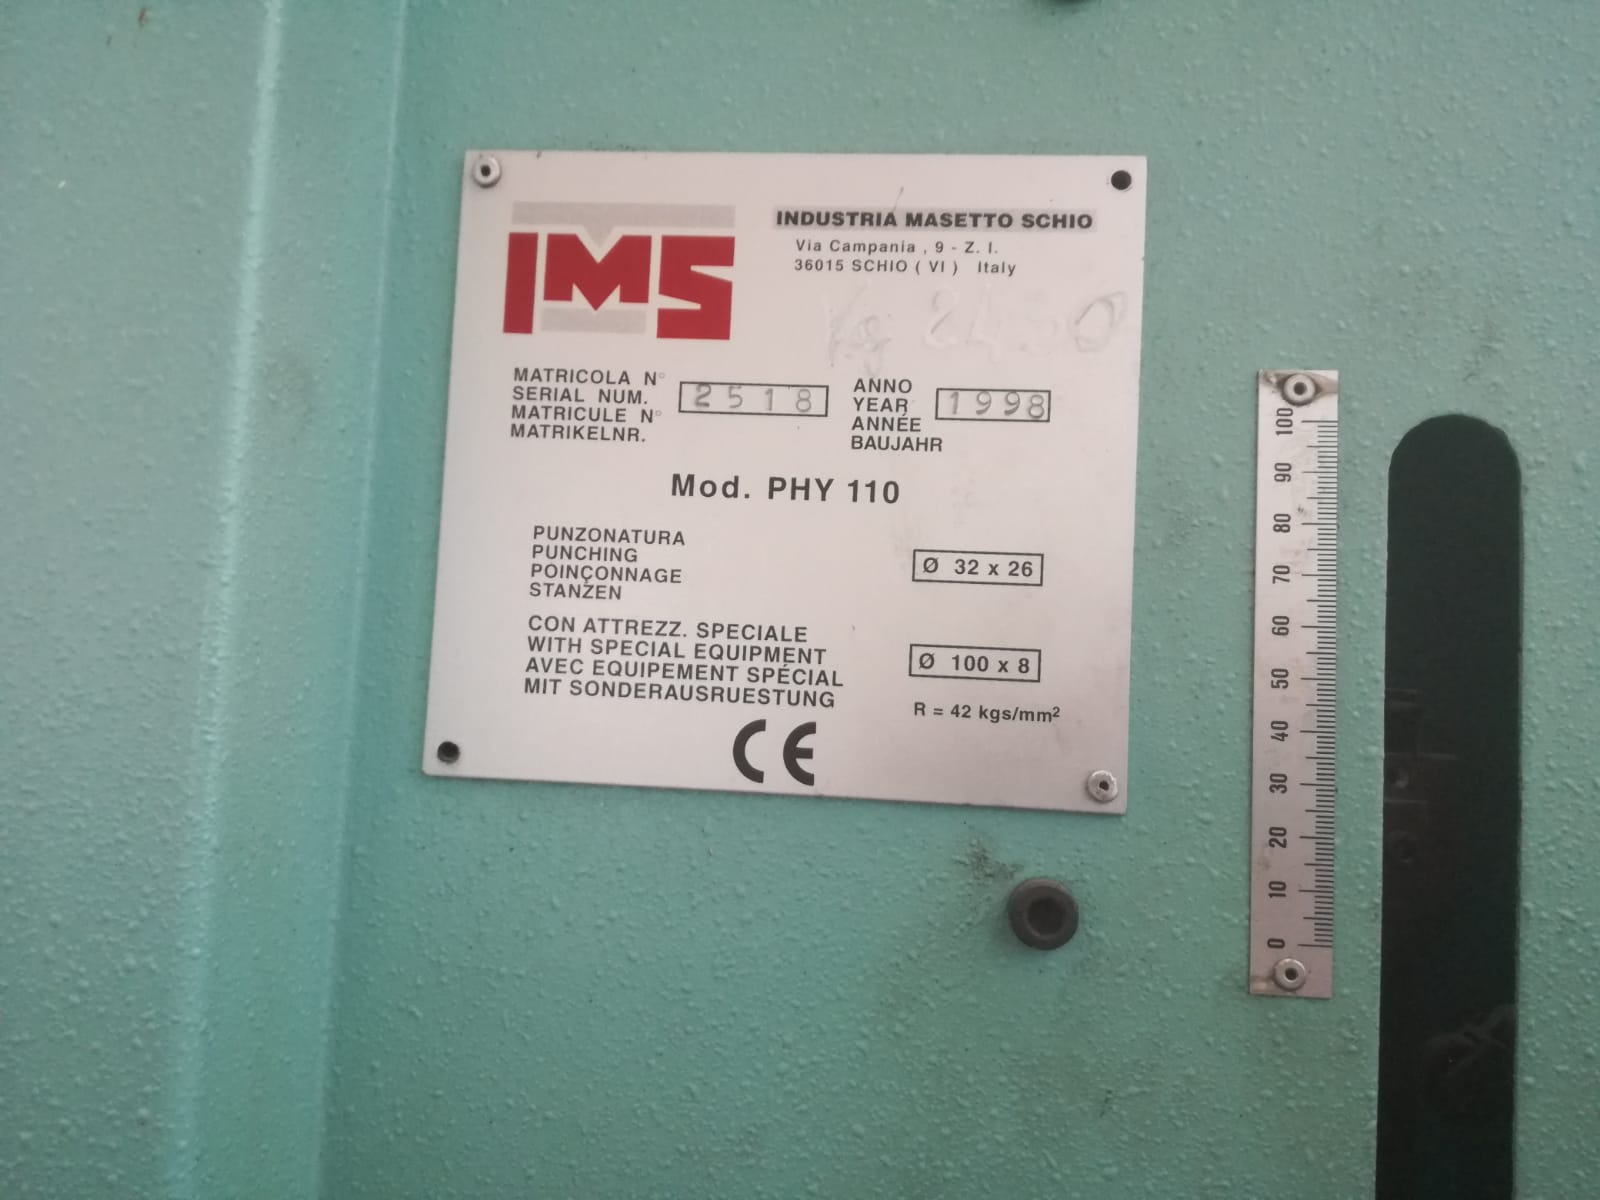 IMS
INDUSTRIA MASETTO SCHIO
Via Campania , 9 - Z. I.
36015 SCHIO ( VI ) Italy
Kg
MATRICOLA N°
SERIAL NUM.
MATRICULE N°
MATRIKELNR.
2518
ANNO
YEAR
ANNÉE
BAUJAHR
1998
Mod. PHY 110
PUNZONATURA
PUNCHING
POINÇONNAGE
STANZEN
Ø 32 x 26
CON ATTREZZ. SPECIALE
WITH SPECIAL EQUIPMENT
AVEC EQUIPEMENT SPÉCIAL
MIT SONDERAUSRUESTUNG
Ø 100 x 8
R = 42 kgs/mm²
CE
100
90
80
70
60
50
40
30
20
10
0